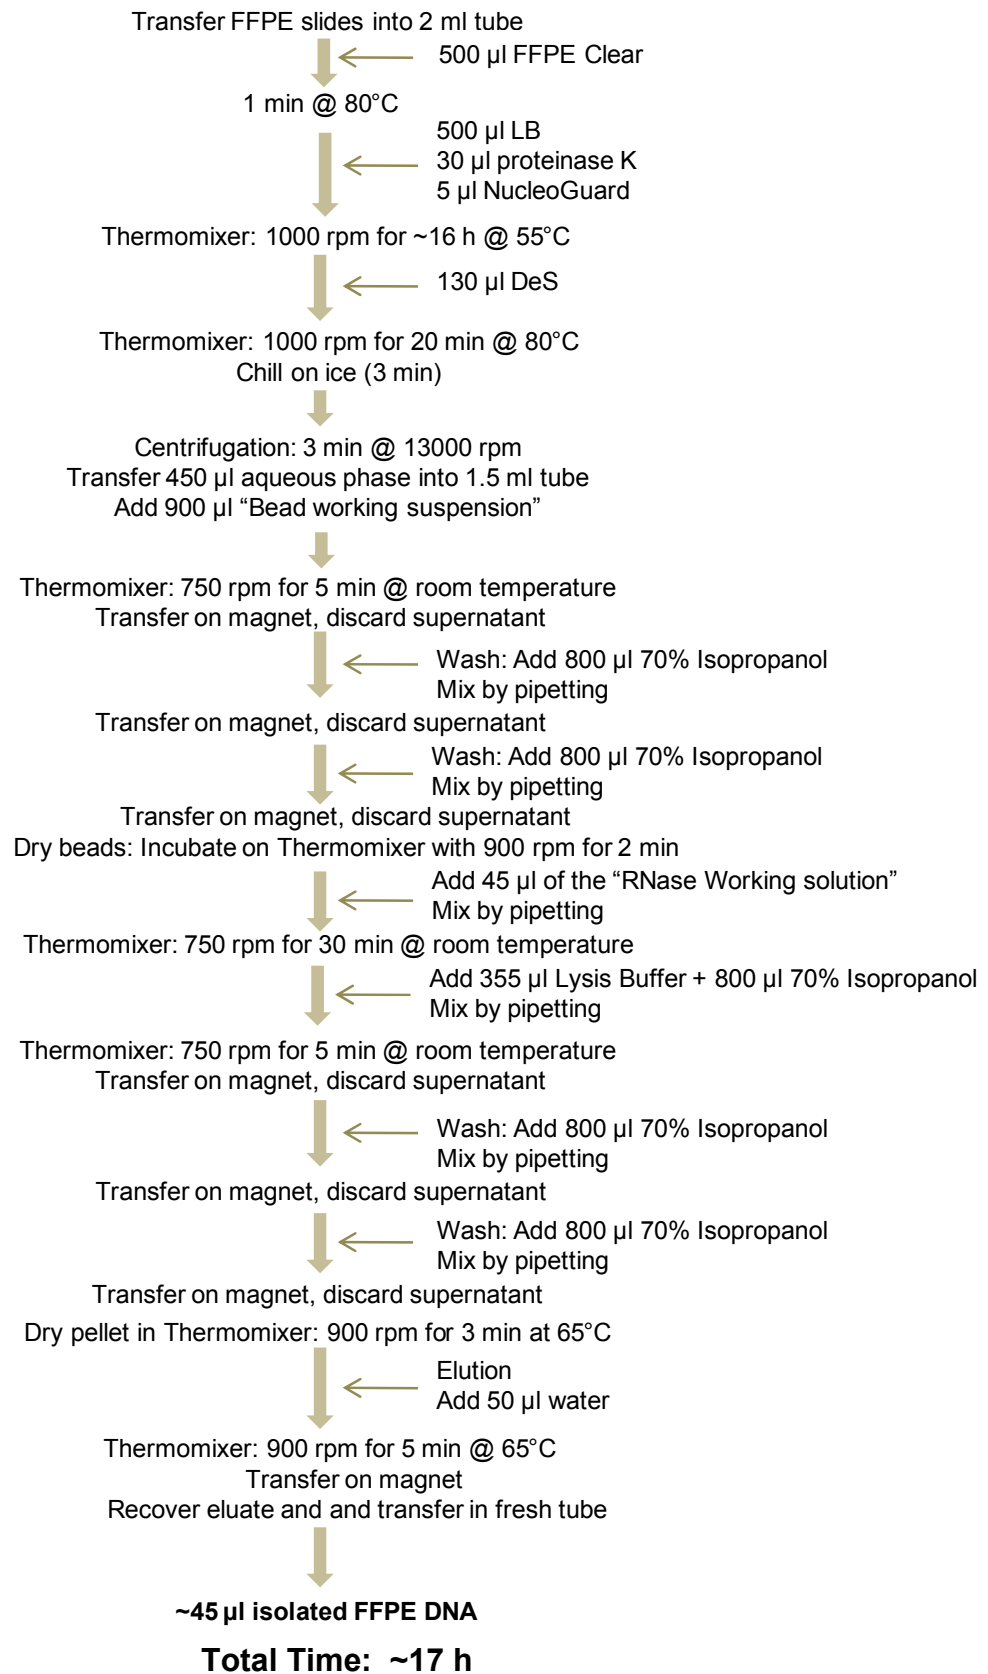 Transfer FFPE slides into 2 ml tube
500 µl FFPE Clear
1 min @ 80°C
500 µl LB
30 µl proteinase K
5 µl NucleoGuard
Thermomixer: 1000 rpm for ~16 h @ 55°C
130 µl DeS
Thermomixer: 1000 rpm for 20 min @ 80°C
Chill on ice (3 min)
Centrifugation: 3 min @ 13000 rpm
Transfer 450 µl aqueous phase into 1.5 ml tube
Add 900 µl “Bead working suspension”
Thermomixer: 750 rpm for 5 min @ room temperature
Transfer on magnet, discard supernatant
Wash: Add 800 µl 70% Isopropanol
Mix by pipetting
Transfer on magnet, discard supernatant
Wash: Add 800 µl 70% Isopropanol
Mix by pipetting
Transfer on magnet, discard supernatant
Dry beads: Incubate on Thermomixer with 900 rpm for 2 min
Add 45 µl of the “RNase Working solution”
Mix by pipetting
Thermomixer: 750 rpm for 30 min @ room temperature
Add 355 µl Lysis Buffer + 800 µl 70% Isopropanol
Mix by pipetting
Thermomixer: 750 rpm for 5 min @ room temperature
Transfer on magnet, discard supernatant
Wash: Add 800 µl 70% Isopropanol
Mix by pipetting
Transfer on magnet, discard supernatant
Wash: Add 800 µl 70% Isopropanol
Mix by pipetting
Transfer on magnet, discard supernatant
Dry pellet in Thermomixer: 900 rpm for 3 min at 65°C
Elution
Add 50 µl water
Thermomixer: 900 rpm for 5 min @ 65°C
Transfer on magnet
Recover eluate and and transfer in fresh tube
~45 µl isolated FFPE DNA
Total Time: ~17 h